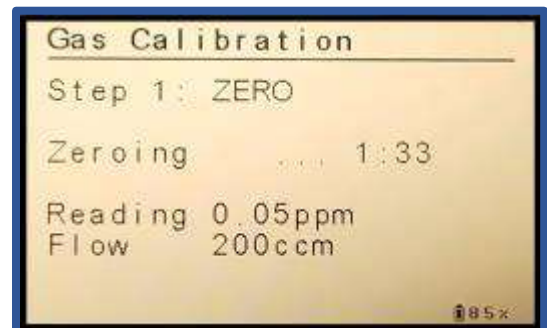 Gas Calibration
Step 1: ZERO
Zeroing ... 1:33
Reading 0.05ppm
Flow 200ccm
85%